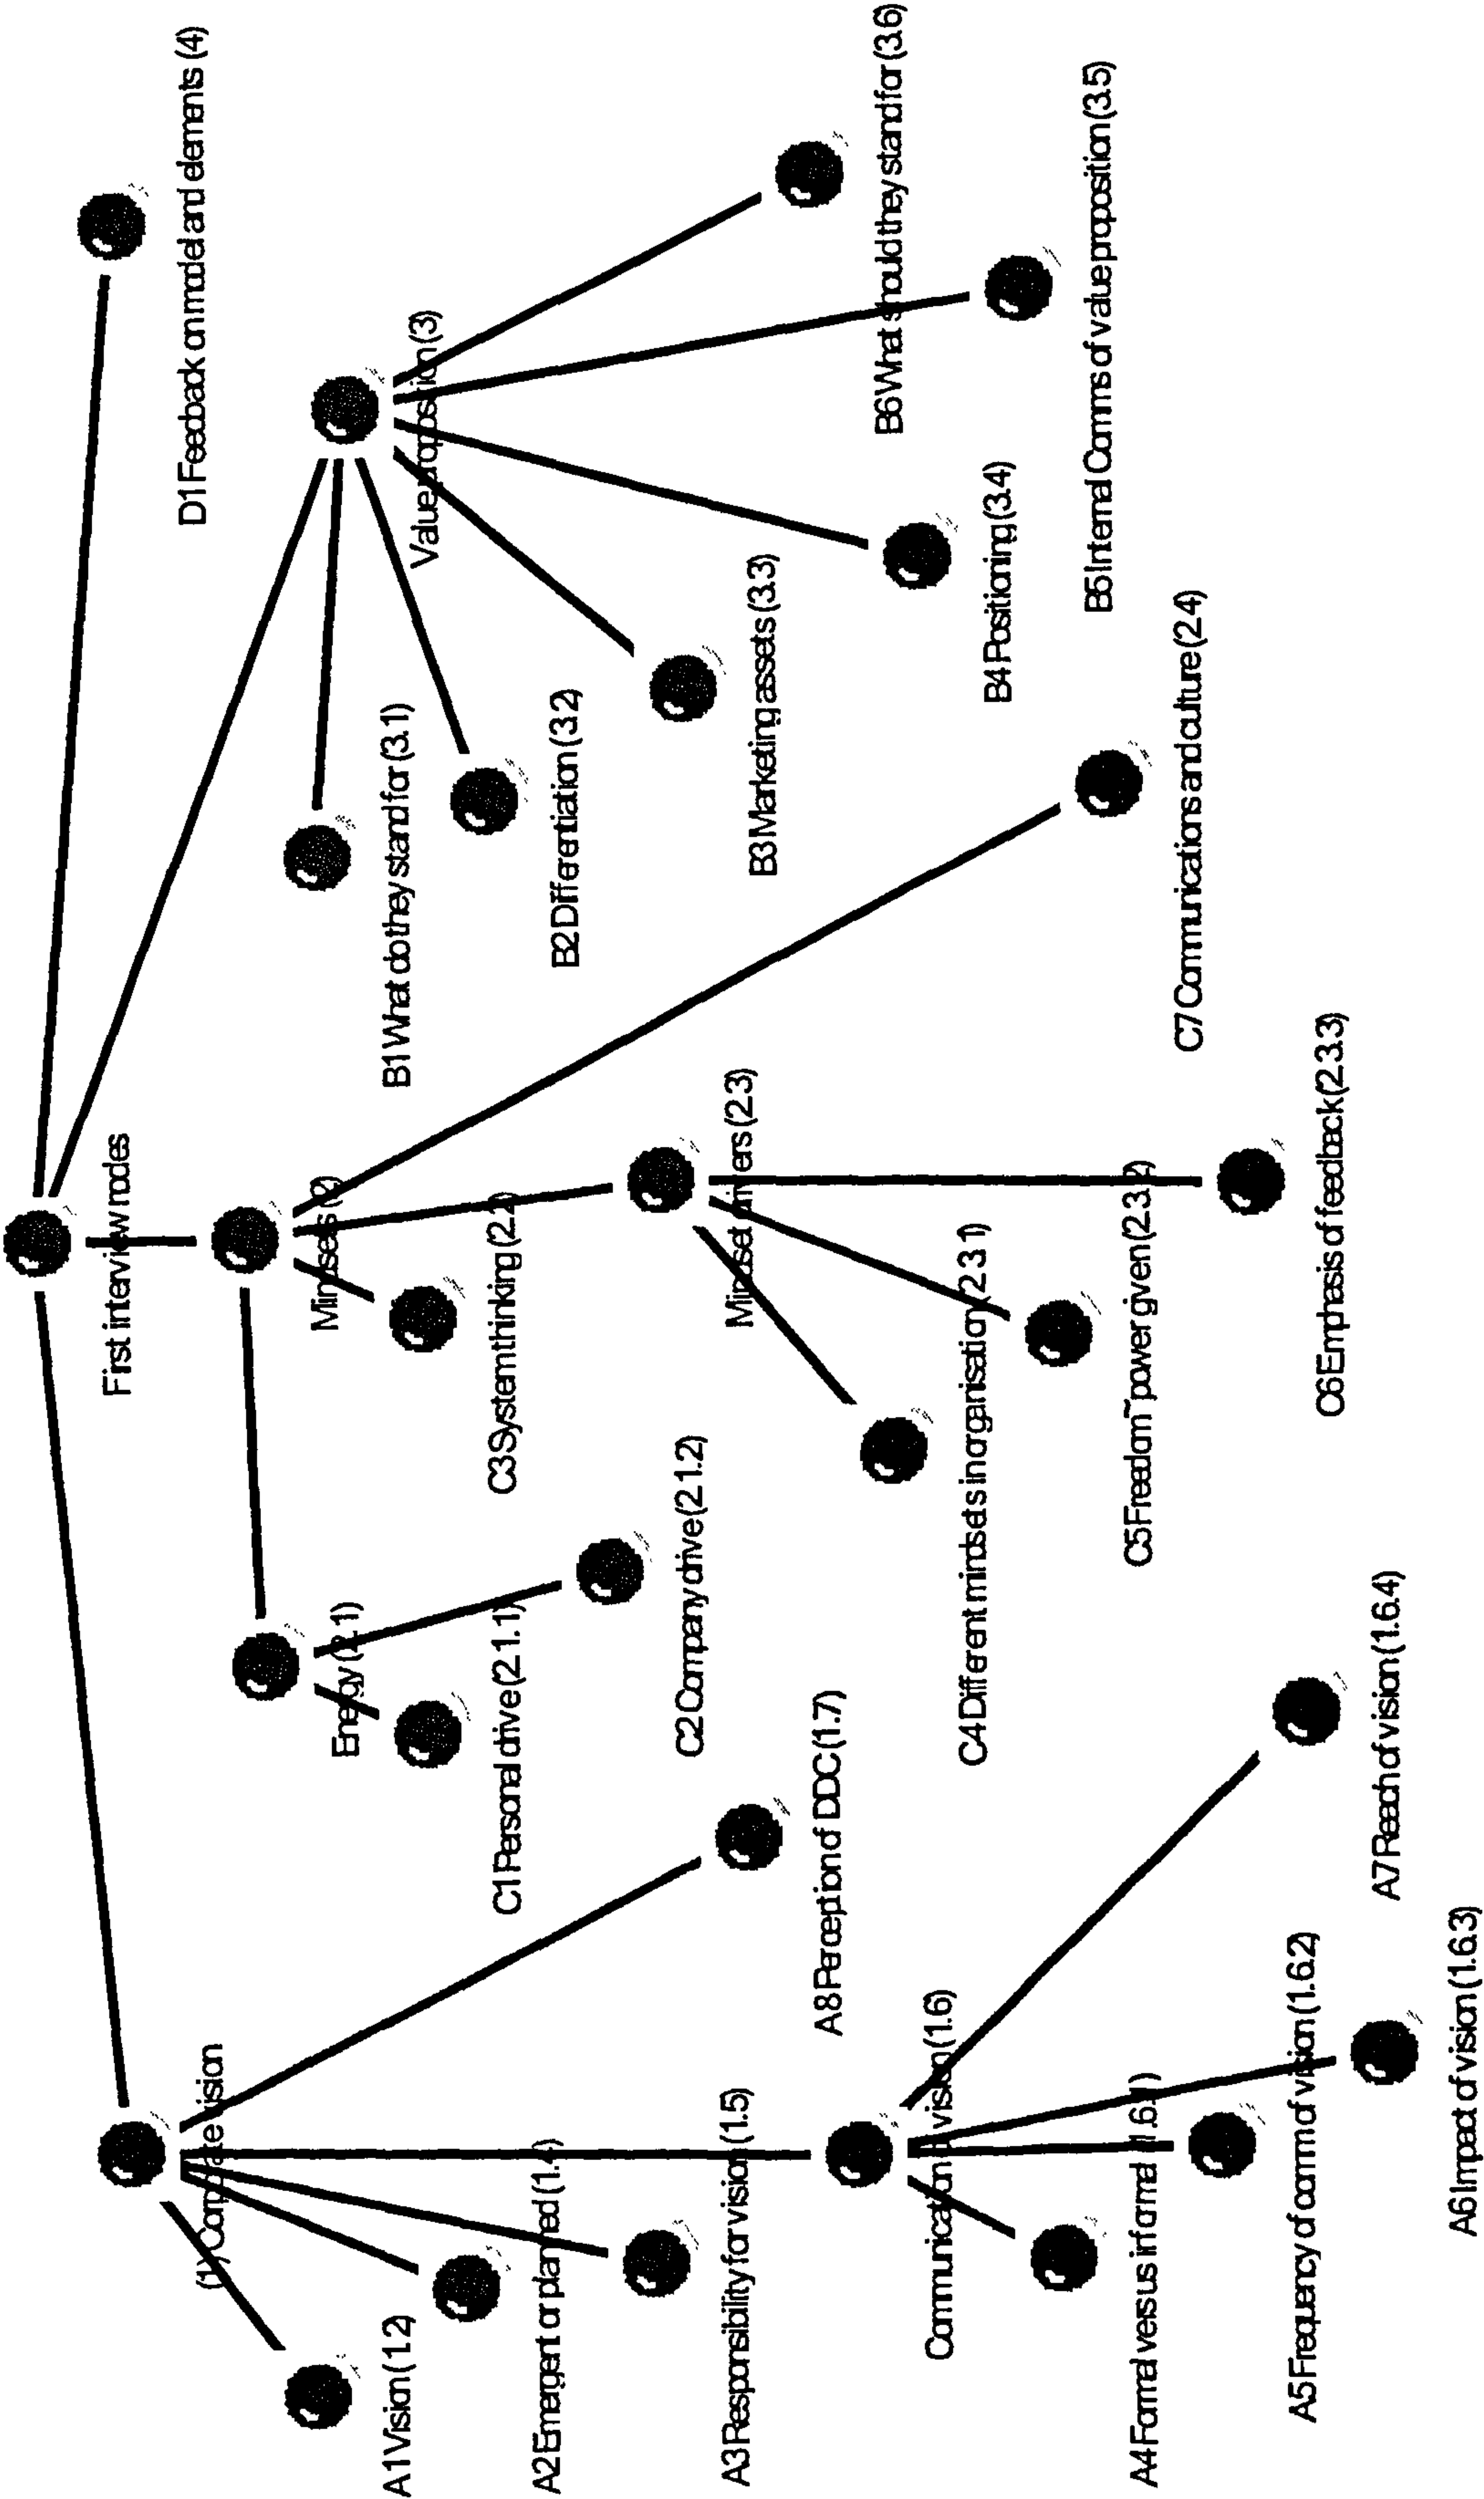 First interview nodes
(1) Corporate vision
A1 Vision (1.2)
A2 Emergent or planned (1.4)
A3 Responsibility for vision (1.5)
Communication of vision (1.6)
A4 Formal versus informal (1.6.1)
A5 Frequency of comm of vision (1.6.2)
A6 Impact of vision (1.6.3)
A7 Reach of vision (1.6.4)
A8 Perception of DDC (1.7)
Mindsets (2)
Energy (2.1)
C1 Personal drive (2.1.1)
C2 Company drive (2.1.2)
C3 System thinking (2.2)
Mindset drivers (2.3)
C4 Different mindsets in organisation (2.3.1)
C5 Freedom power given (2.3.2)
C6 Emphasis of feedback (2.3.3)
C7 Communications and culture (2.4)
Value proposition (3)
B1 What do they stand for (3.1)
B2 Differentiation (3.2)
B3 Marketing assets (3.3)
B4 Positioning (3.4)
B5 Internal Comms of value proposition (3.5)
B6 What should they stand for (3.6)
D1 Feedback on model and elements (4)